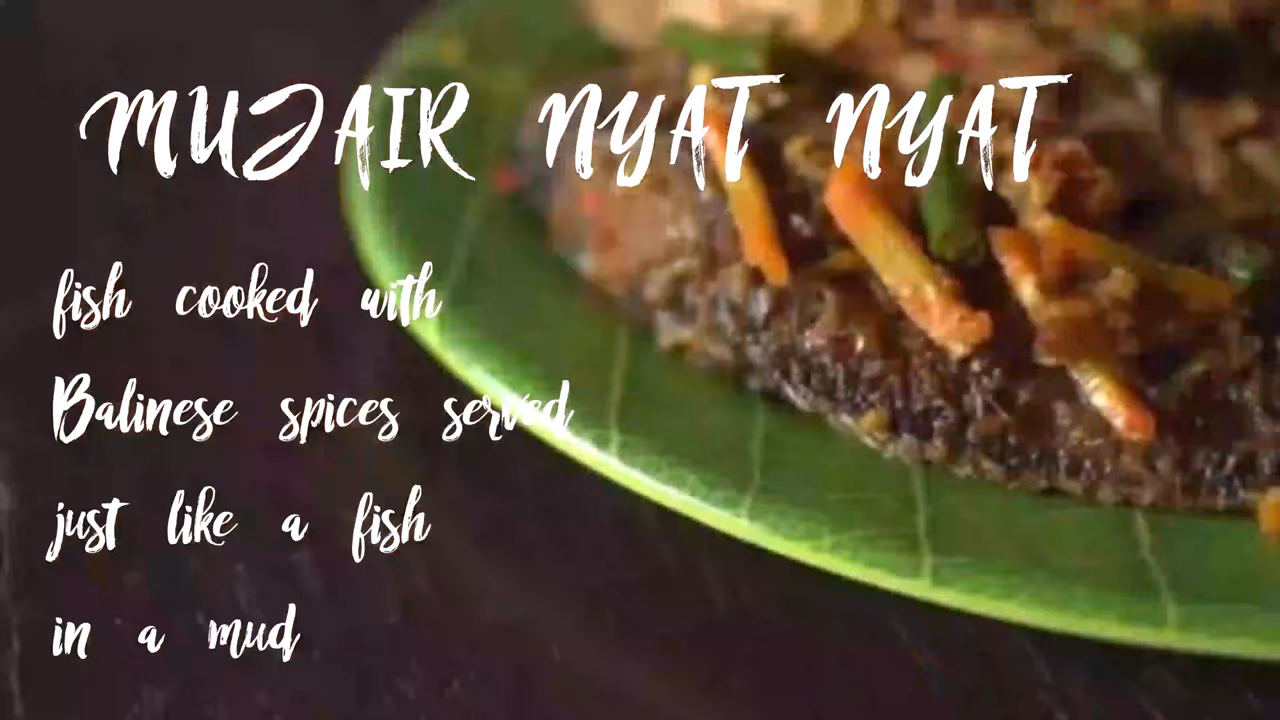 MUJAIR NYAT NYAT
fish cooked with
Balinese spices served
just like a fish
in a mud